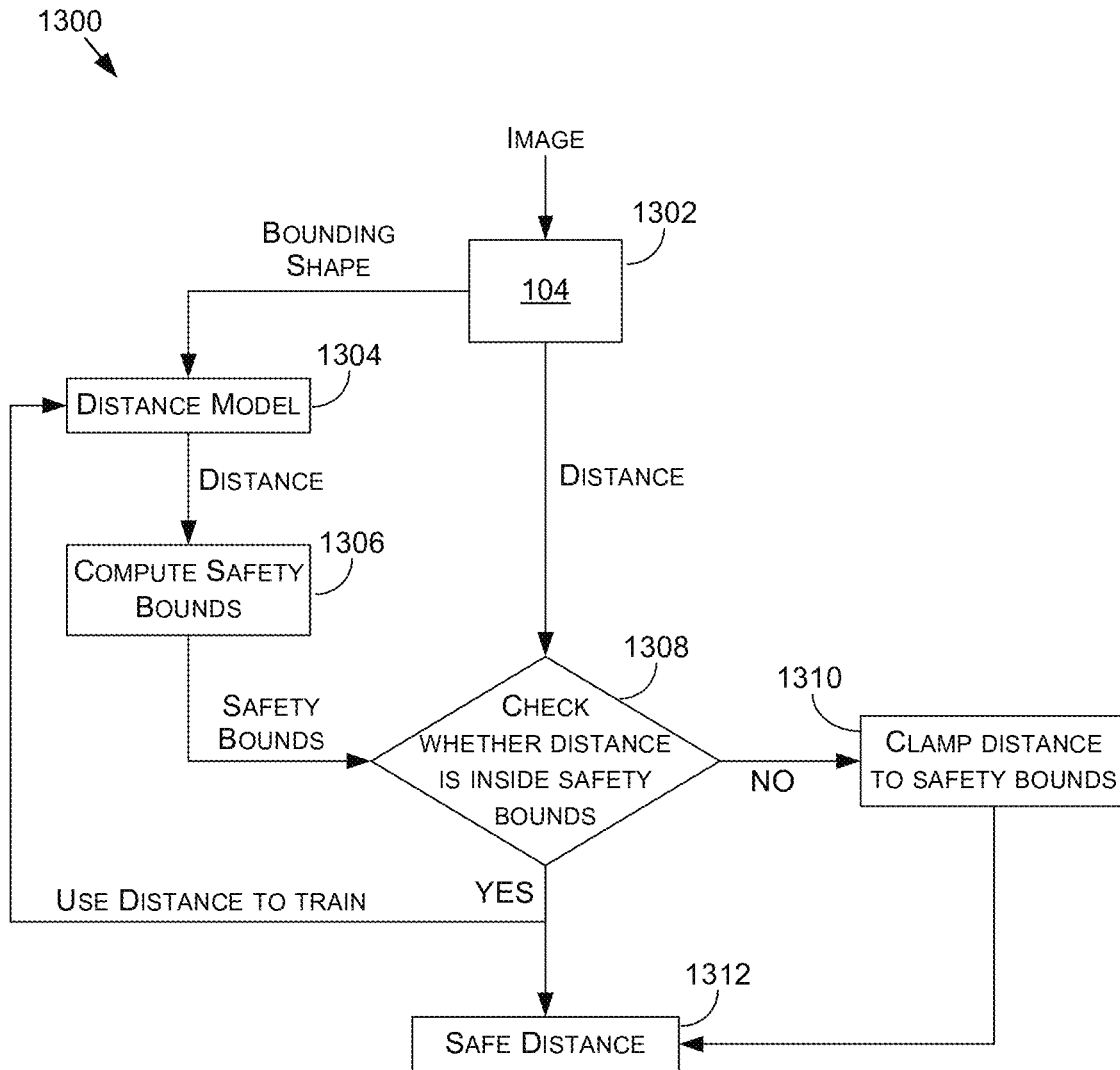 1300
IMAGE
1302
BOUNDING
SHAPE
104
1304
DISTANCE MODEL
DISTANCE
DISTANCE
1306
COMPUTE SAFETY
BOUNDS
1308
1310
SAFETY
BOUNDS
CHECK
WHETHER DISTANCE
IS INSIDE SAFETY
BOUNDS
NO
CLAMP DISTANCE
TO SAFETY BOUNDS
USE DISTANCE TO TRAIN
YES
1312
SAFE DISTANCE